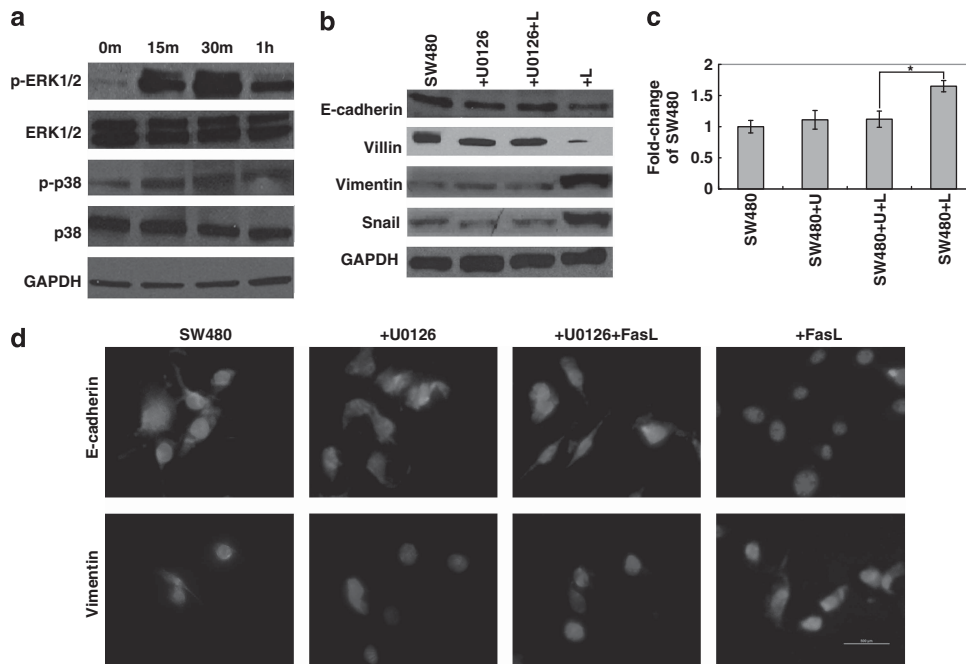 a
0m 15m 30m 1h
p-ERK1/2
ERK1/2
p-p38
p38
GAPDH
b
SW480 +U0126 +U0126+L +L
E-cadherin
Villin
Vimentin
Snail
GAPDH
c
Fold-change
of SW480
2
1.5
1
0.5
0
*
SW480 SW480+U SW480+U+L SW480+L
d
SW480 +U0126 +U0126+FasL +FasL
E-cadherin
Vimentin